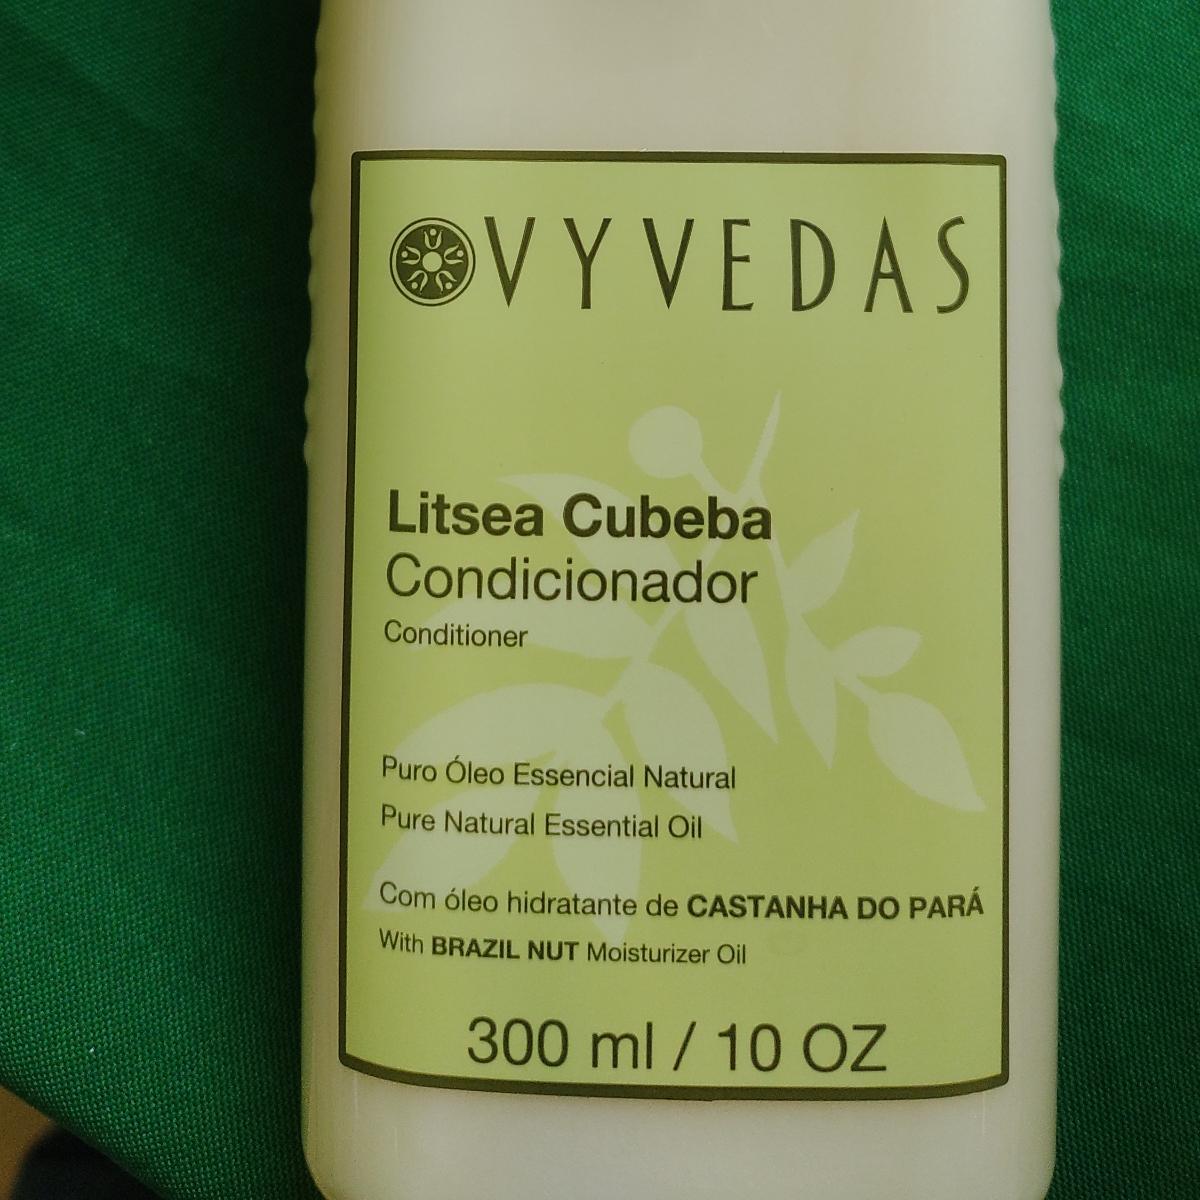 VYVEDAS
Litsea Cubeba
Condicionador
Conditioner
Puro Óleo Essencial Natural
Pure Natural Essential Oil
Com óleo hidratante de CASTANHA DO PARÁ
With BRAZIL NUT Moisturizer Oil
300 ml / 10 OZ